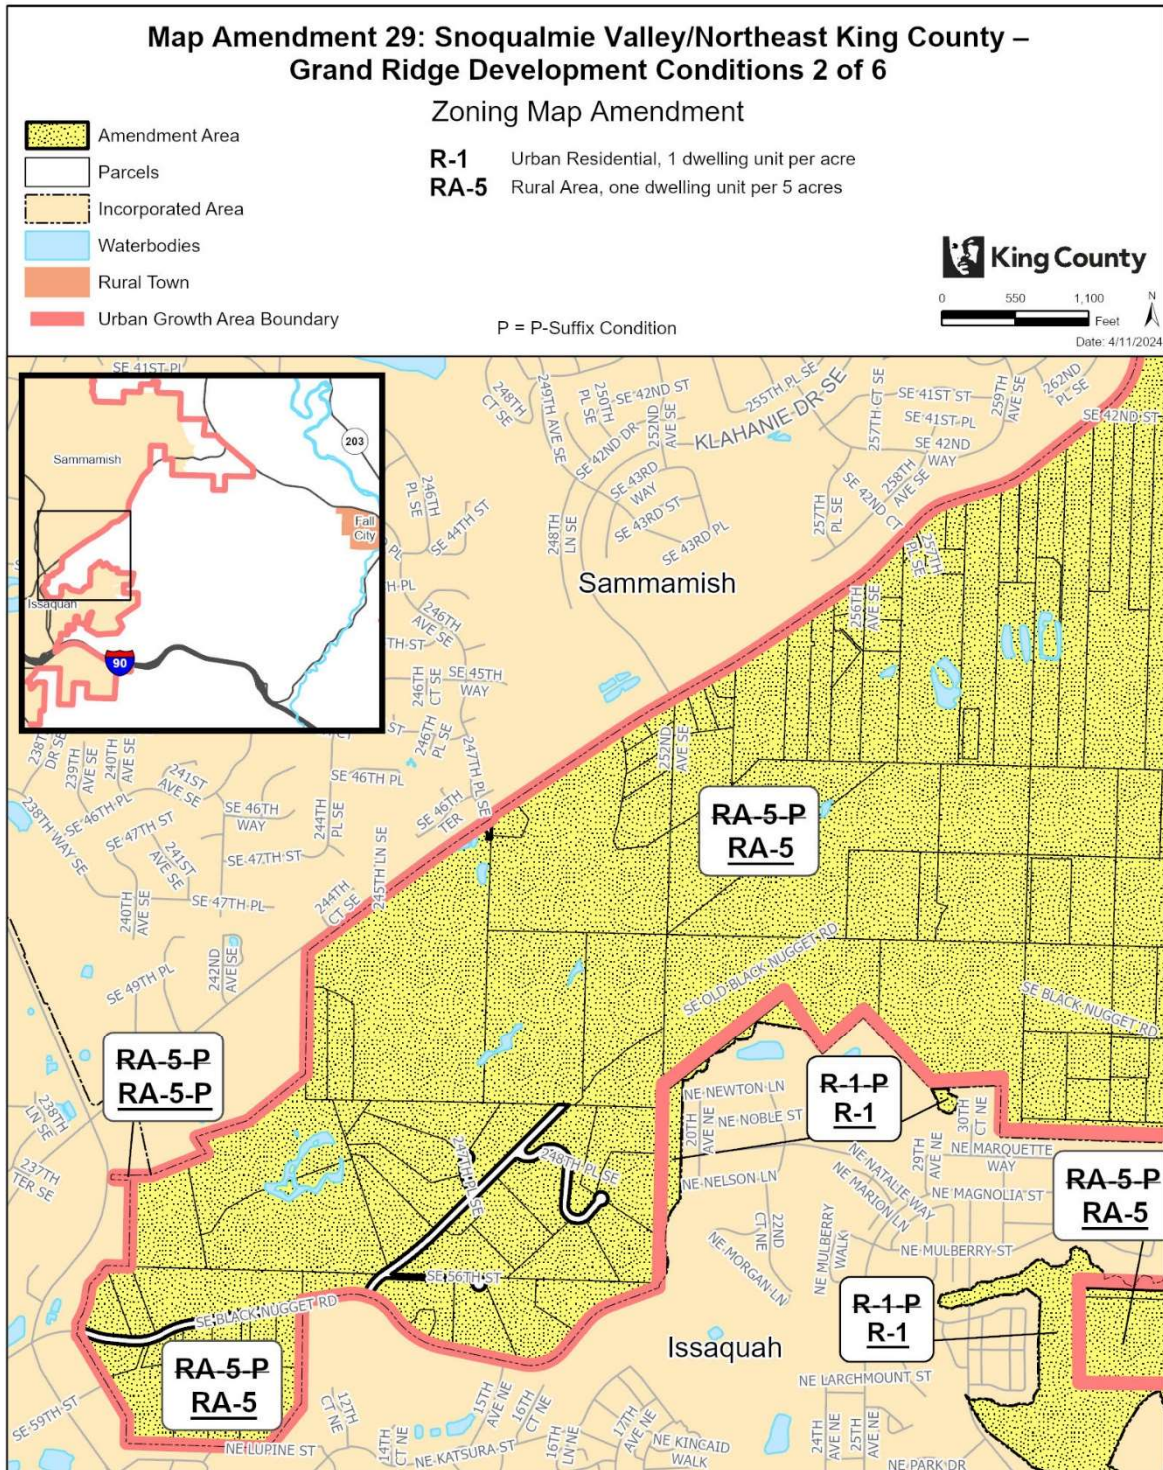 Map Amendment 29: Snoqualmie Valley/Northeast King County –
Grand Ridge Development Conditions 2 of 6
Zoning Map Amendment
Amendment Area
Parcels
Incorporated Area
Waterbodies
Rural Town
Urban Growth Area Boundary
R-1 Urban Residential, 1 dwelling unit per acre
RA-5 Rural Area, one dwelling unit per 5 acres
P = P-Suffix Condition
King County
0 550 1,100
Feet
N
Date: 4/11/2024
SE 41ST PL
Sammamish
203
Fall
City
Issaquah
90
248TH
CT SE
249TH AVE SE
250TH
PL SE
SE 42ND ST
SE 42ND DR
252ND
AVE SE
255TH PL SE
KLAHANIE DR SE
257TH CT SE
SE 41ST ST
SE 41ST PL
259TH
AVE SE
262ND
PL SE
SE 42ND ST
SE 42ND
WAY
258TH
AVE SE
SE 42ND CT
257TH
PL SE
257TH
PL SE
SE 43RD
WAY
SE 43RD ST
SE 43RD PL
248TH
LN SE
246TH
PL SE
SE 44TH ST
Sammamish
256TH
AVE SE
246TH
AVE SE
SE 45TH
WAY
246TH
CT SE
246TH
PL SE
247TH PL SE
252ND
AVE SE
238TH
DR SE
239TH
AVE SE
240TH
AVE SE
241ST
AVE SE
SE 46TH PL
SE 46TH PL
SE 46TH
WAY
244TH
PL SE
SE 46TH
TER
238TH WAY SE
SE 47TH ST
241ST
AVE SE
SE 47TH ST
245TH LN SE
244TH
CT SE
240TH
AVE SE
SE 47TH PL
242ND
AVE SE
SE 49TH PL
RA-5-P
RA-5
SE OLD BLACK NUGGET RD
SE BLACK NUGGET RD
RA-5-P
RA-5-P
238TH
LN SE
237TH
TER SE
R-1-P
R-1
NE NEWTON LN
20TH
AVE NE
NE NOBLE ST
NE NELSON LN
30TH
CT NE
29TH
AVE NE
NE MARQUETTE
WAY
NE NATALIE WAY
NE MARION LN
NE MAGNOLIA ST
22ND
CT NE
NE MULBERRY
WALK
NE MULBERRY ST
NE MORGAN LN
RA-5-P
RA-5
247TH PL SE
248TH PL SE
SE 56TH ST
SE BLACK NUGGET RD
R-1-P
R-1
Issaquah
RA-5-P
RA-5
NE LARCHMOUNT ST
SE 59TH ST
12TH
CT NE
NE LUPINE ST
14TH
CT NE
15TH
AVE NE
16TH
CT NE
NE KATSURA ST
16TH
LN NE
17TH
AVE NE
NE KINCAID
WALK
24TH
AVE NE
25TH
AVE NE
NE PARK DR